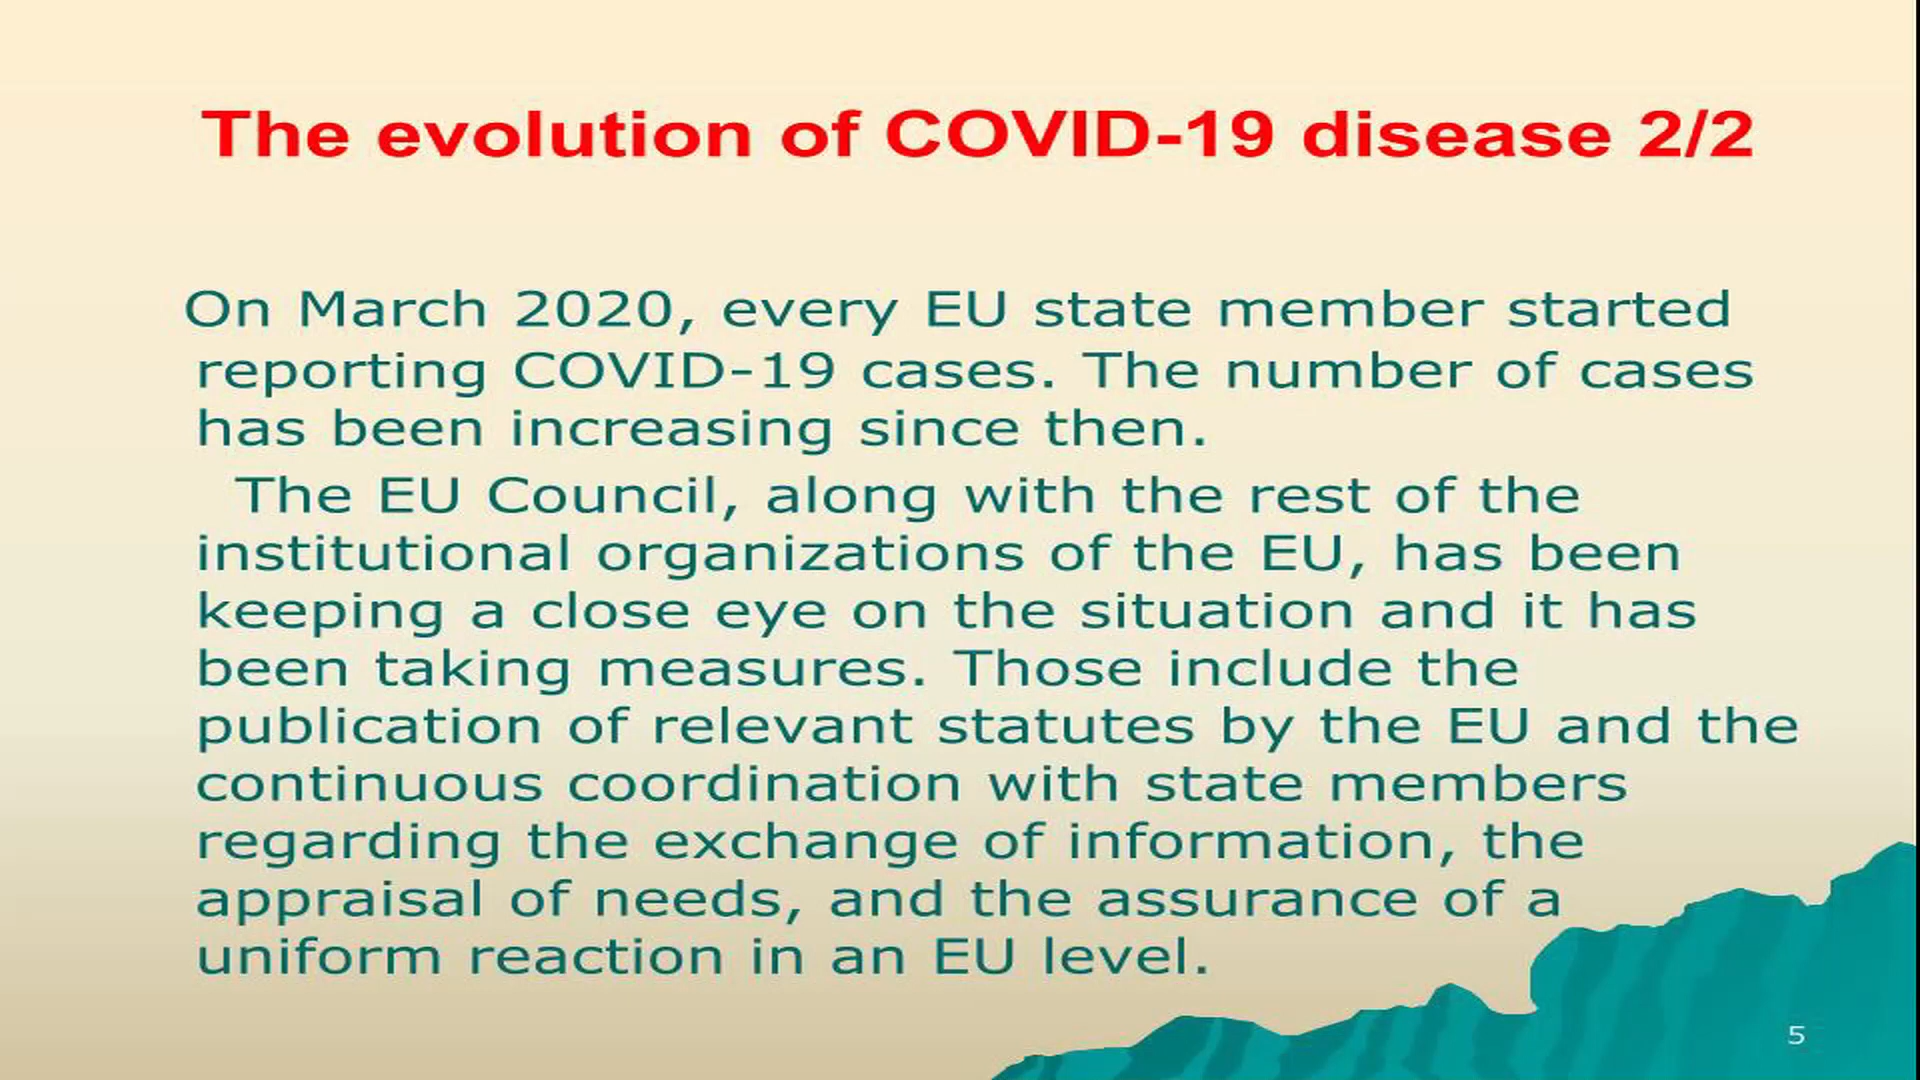 The evolution of COVID-19 disease 2/2
On March 2020, every EU state member started
reporting COVID-19 cases. The number of cases
has been increasing since then.
The EU Council, along with the rest of the
institutional organizations of the EU, has been
keeping a close eye on the situation and it has
been taking measures. Those include the
publication of relevant statutes by the EU and the
continuous coordination with state members
regarding the exchange of information, the
appraisal of needs, and the assurance of a
uniform reaction in an EU level.
5